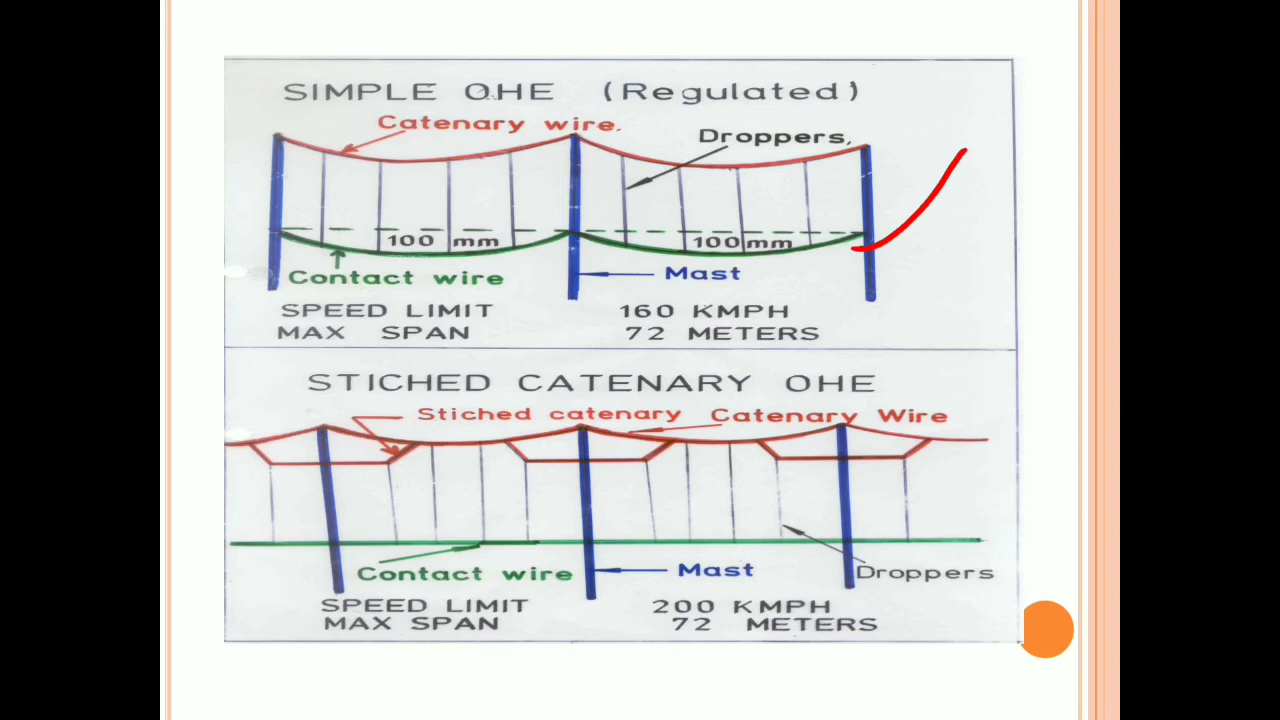 SIMPLE OHE (Regulated)
Catenary wire.
Droppers,
100 mm
100mm
Contact wire
Mast
SPEED LIMIT 160 KMPH
MAX SPAN 72 METERS
STICHED CATENARY OHE
Stiched catenary Catenary Wire
Contact wire
Mast
Droppers
SPEED LIMIT 200 KMPH
MAX SPAN 72 METERS